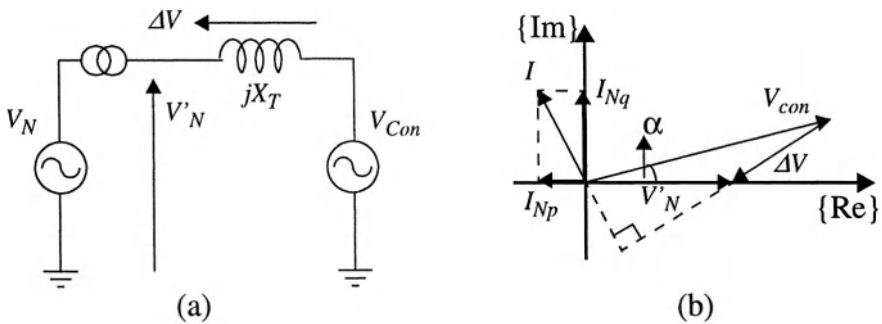 ΔV
jX_T
V_N
V'_N
V_Con
(a)
{Im}
I
I_Nq
V_con
α
ΔV
I_Np
V'_N
{Re}
(b)